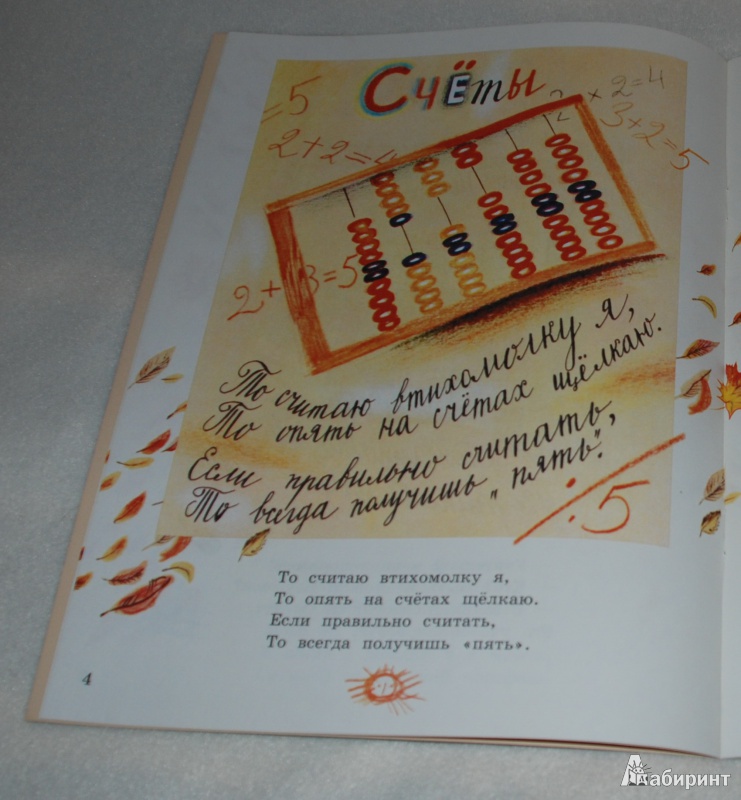 Счёты
=5
2+2=4
2×2=4
3+2=5
2+3=5
То считаю втихомолку я,
То опять на счётах щёлкаю.
Если правильно считать,
То всегда получишь „пять".
:5
То считаю втихомолку я,
То опять на счётах щёлкаю.
Если правильно считать,
То всегда получишь «пять».
4
Лабиринт